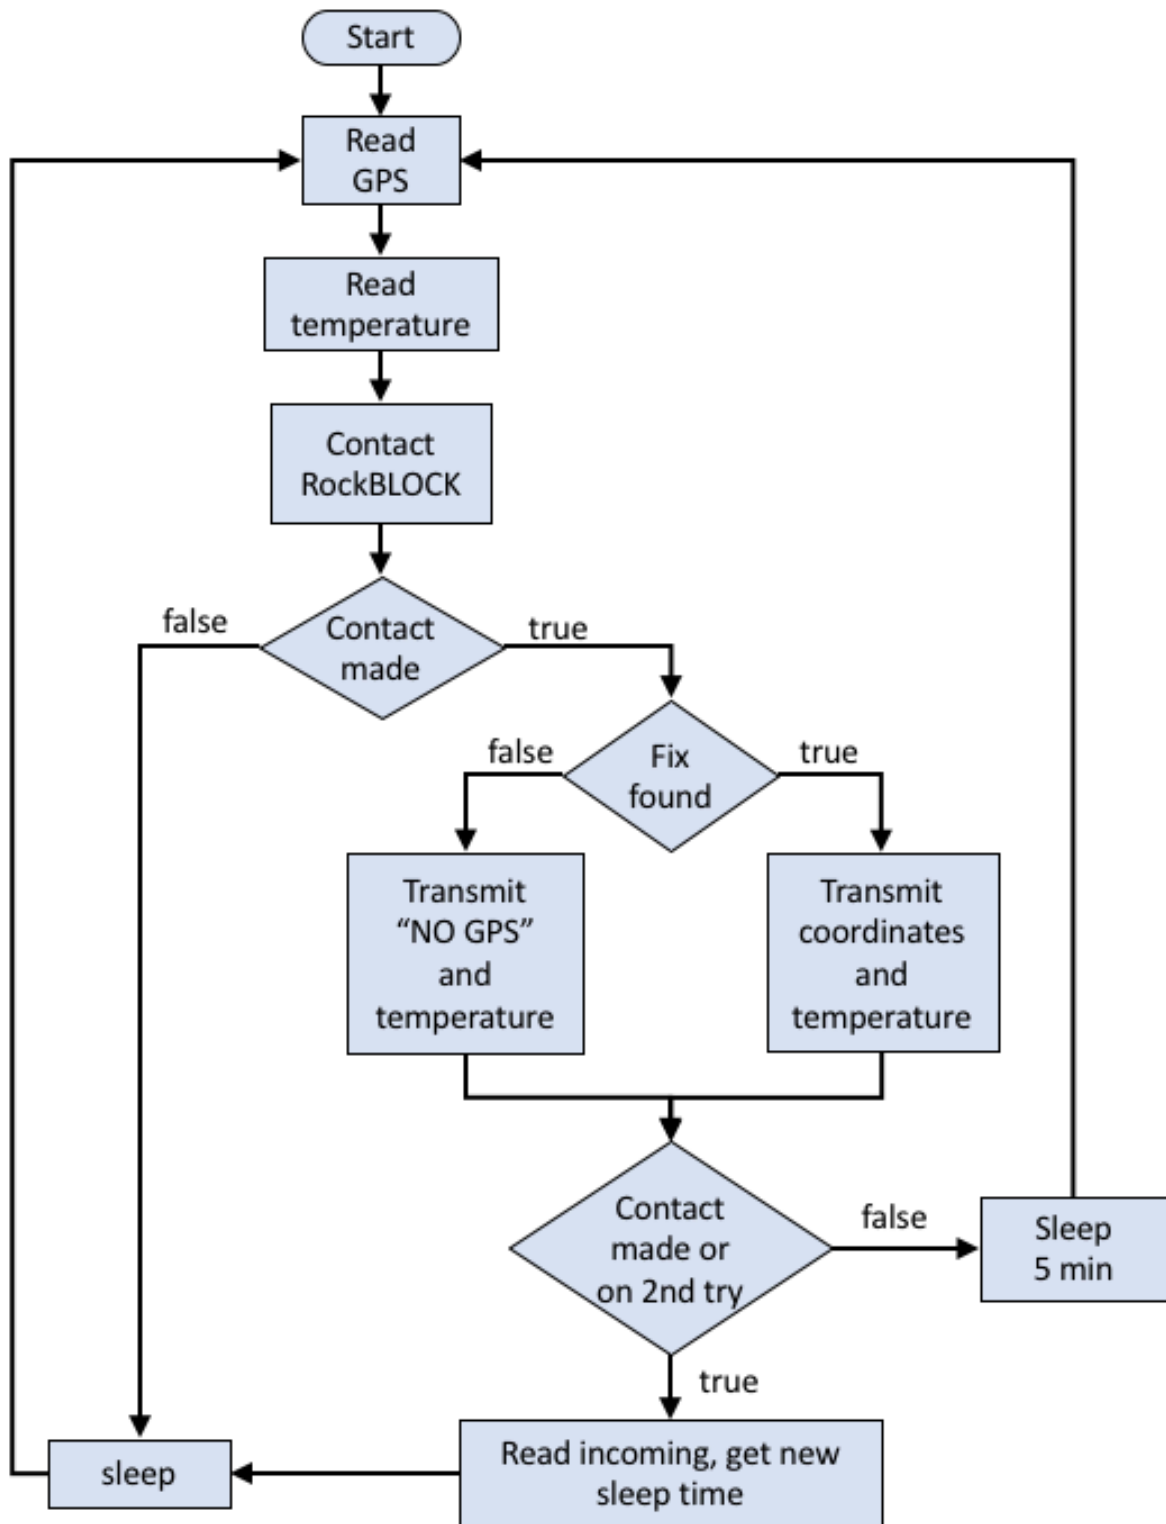 Start
Read
GPS
Read
temperature
Contact
RockBLOCK
false
Contact
made
true
false
Fix
found
true
Transmit
“NO GPS”
and
temperature
Transmit
coordinates
and
temperature
Contact
made or
on 2nd try
false
Sleep
5 min
true
Read incoming, get new
sleep time
sleep